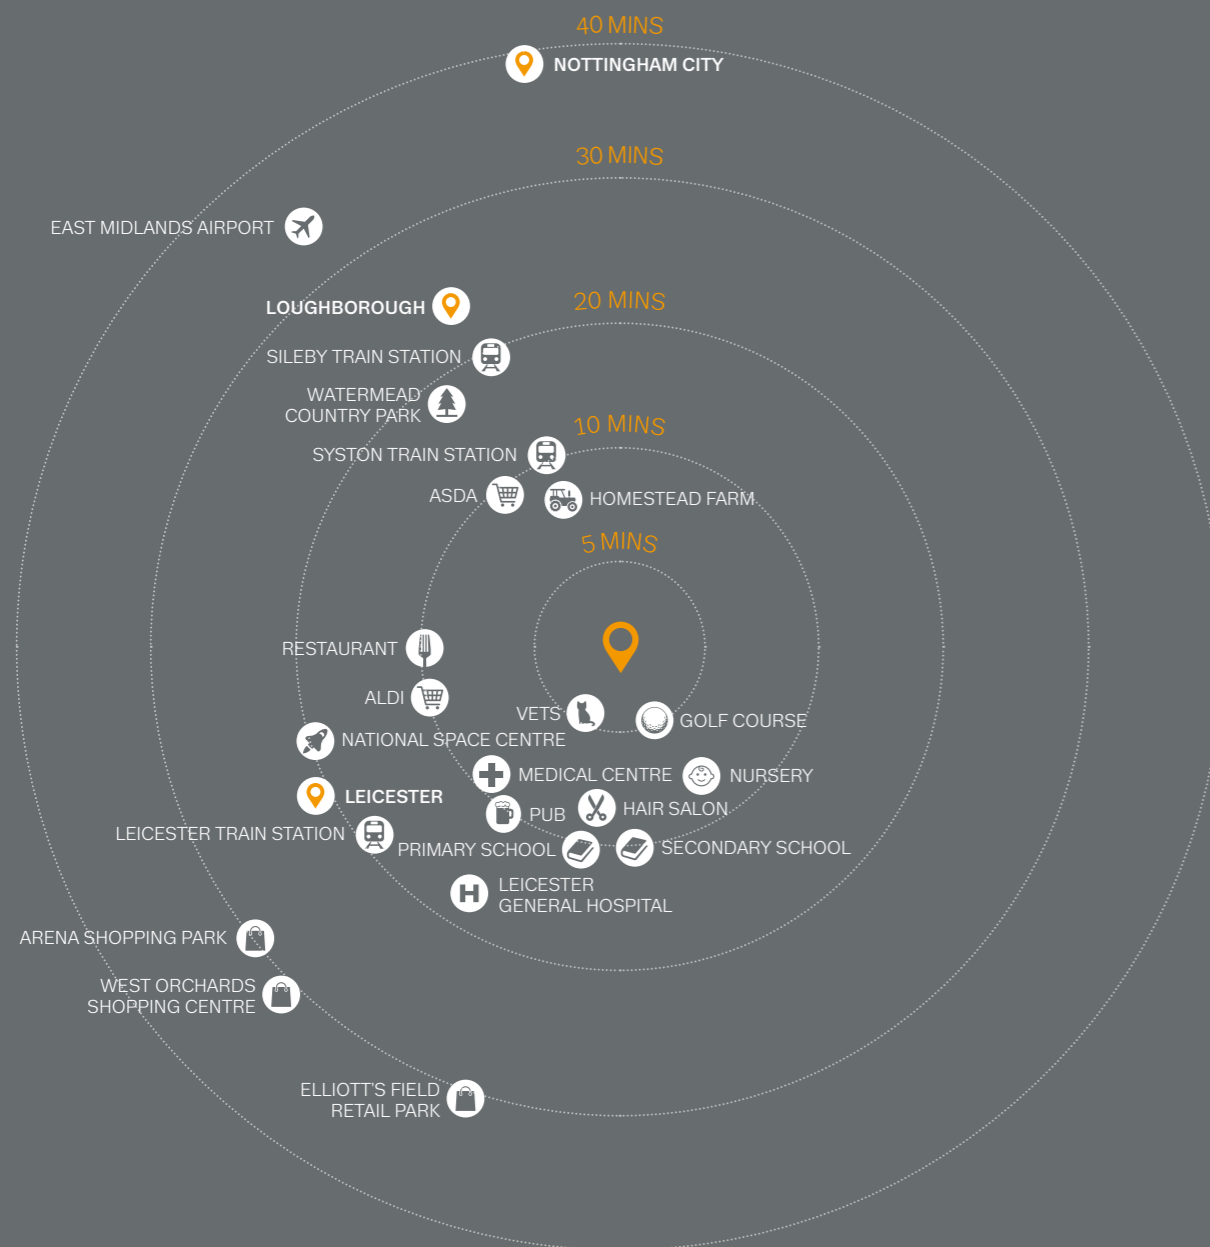 40 MINS
NOTTINGHAM CITY
30 MINS
EAST MIDLANDS AIRPORT
20 MINS
LOUGHBOROUGH
SILEBY TRAIN STATION
WATERMEAD
COUNTRY PARK
10 MINS
SYSTON TRAIN STATION
ASDA
HOMESTEAD FARM
5 MINS
RESTAURANT
ALDI
VETS
GOLF COURSE
NATIONAL SPACE CENTRE
MEDICAL CENTRE
NURSERY
LEICESTER
PUB
HAIR SALON
LEICESTER TRAIN STATION
PRIMARY SCHOOL
SECONDARY SCHOOL
LEICESTER
GENERAL HOSPITAL
ARENA SHOPPING PARK
WEST ORCHARDS
SHOPPING CENTRE
ELLIOTT'S FIELD
RETAIL PARK
H